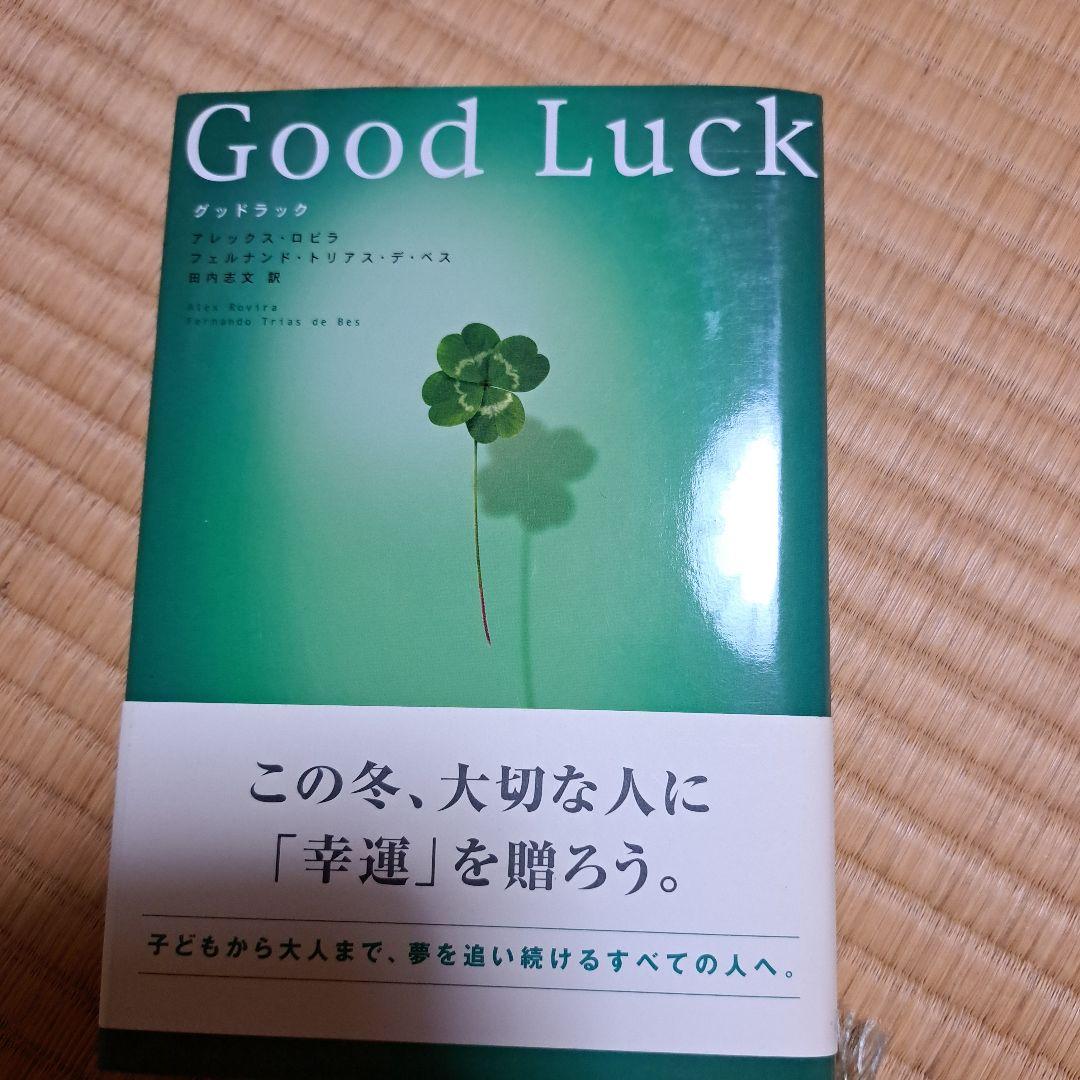 Good Luck
グッドラック
アレックス・ロビラ
フェルナンド・トリアス・デ・ベス
田内志文 訳
Alex Rovira
Fernando Trias de Bes
この冬、大切な人に
「幸運」を贈ろう。
子どもから大人まで、夢を追い続けるすべての人へ。